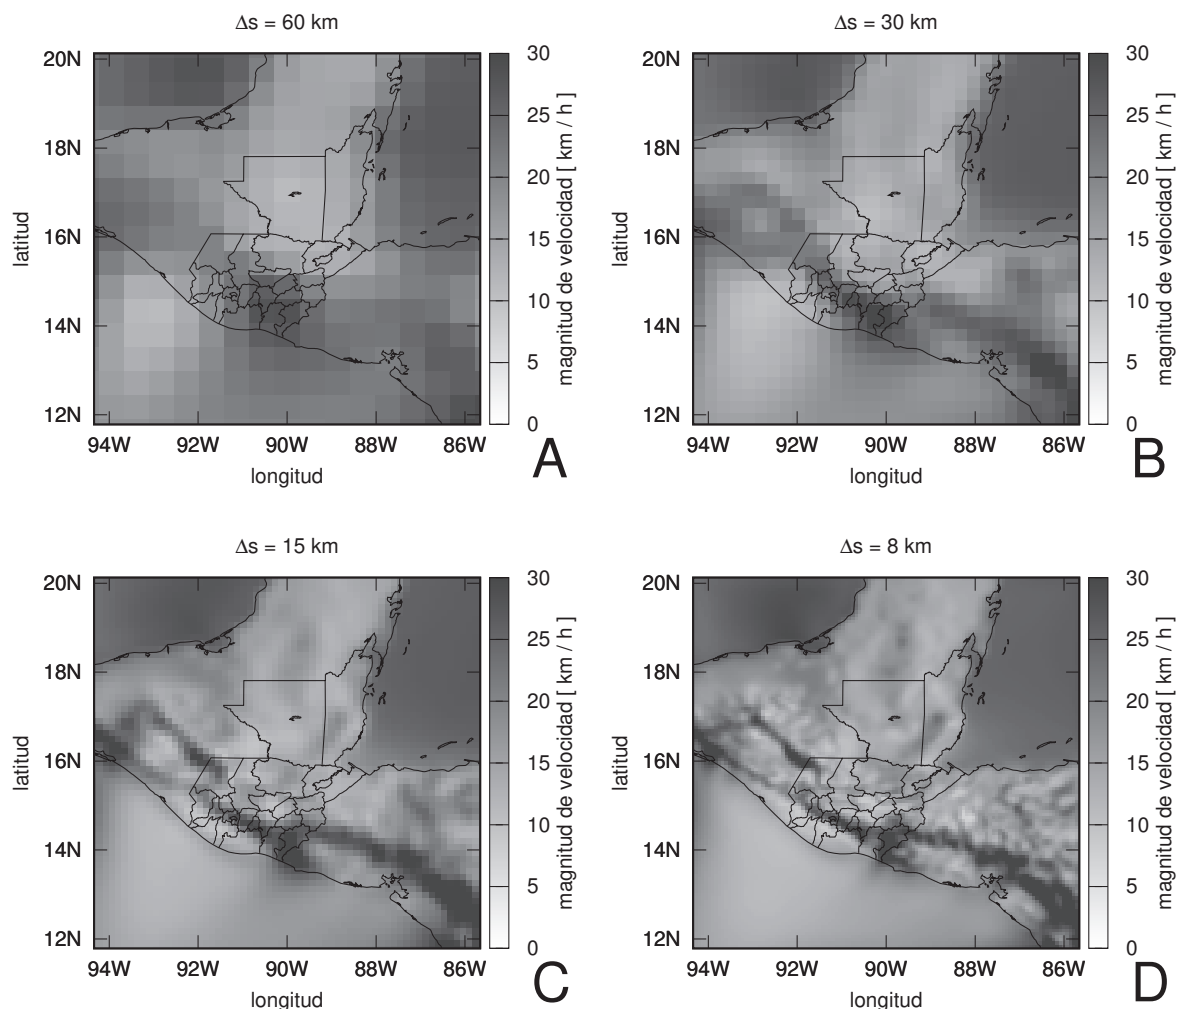 Δs = 60 km
20N
18N
16N
14N
12N
latitud
94W 92W 90W 88W 86W
longitud
30
25
20
15
10
5
0
magnitud de velocidad [ km / h ]
A
Δs = 30 km
20N
18N
16N
14N
12N
latitud
94W 92W 90W 88W 86W
longitud
30
25
20
15
10
5
0
magnitud de velocidad [ km / h ]
B
Δs = 15 km
20N
18N
16N
14N
12N
latitud
94W 92W 90W 88W 86W
longitud
30
25
20
15
10
5
0
magnitud de velocidad [ km / h ]
C
Δs = 8 km
20N
18N
16N
14N
12N
latitud
94W 92W 90W 88W 86W
longitud
30
25
20
15
10
5
0
magnitud de velocidad [ km / h ]
D